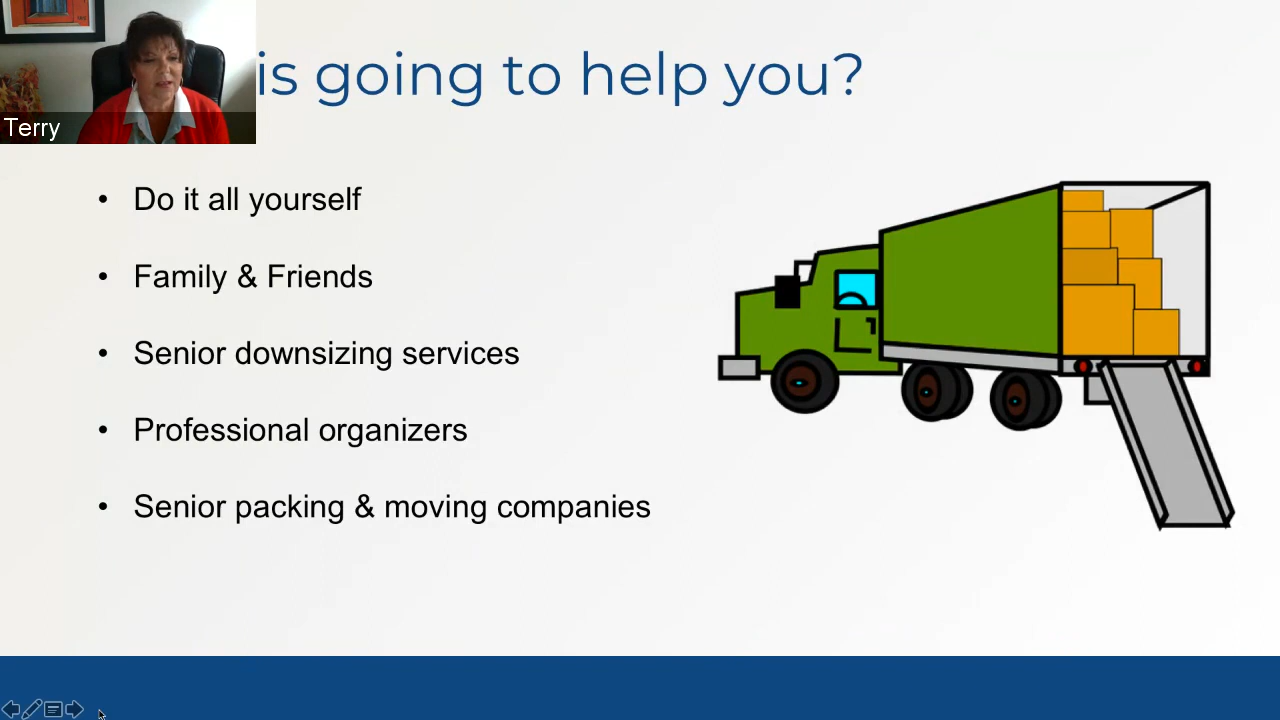 is going to help you?
Terry
• Do it all yourself
• Family & Friends
• Senior downsizing services
• Professional organizers
• Senior packing & moving companies